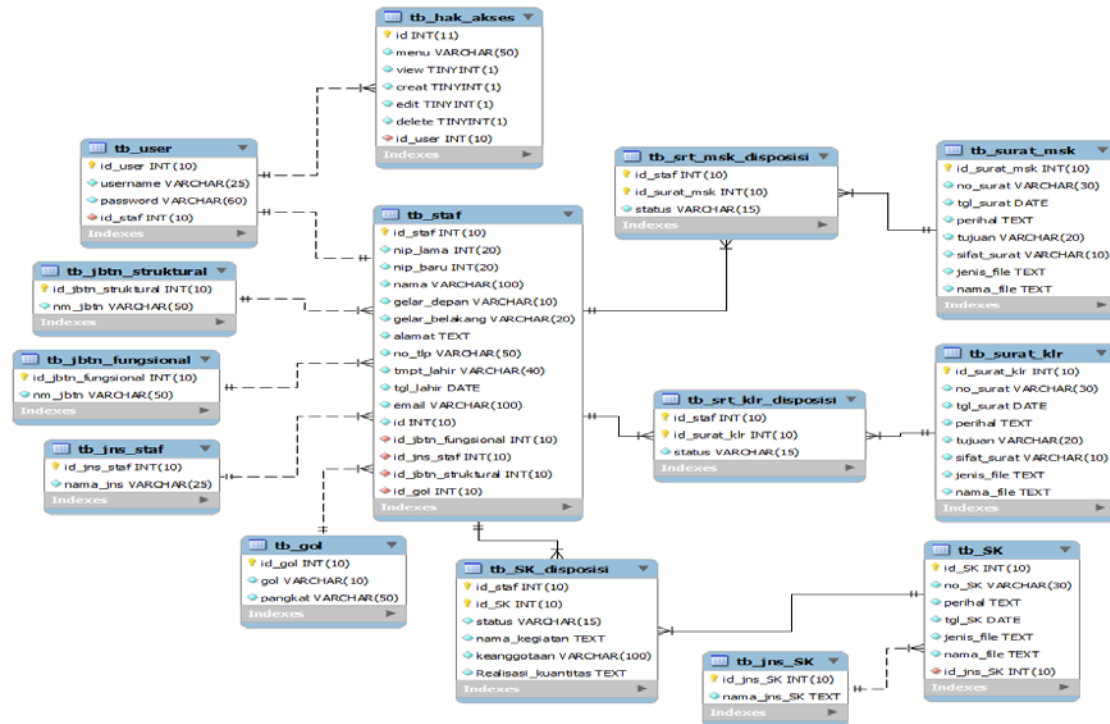 tb_hak_akses
id INT(11)
menu VARCHAR(50)
view TINYINT(1)
creat TINYINT(1)
edit TINYINT(1)
delete TINYINT(1)
id_user INT(10)
Indexes
tb_user
id_user INT(10)
username VARCHAR(25)
password VARCHAR(60)
id_staf INT(10)
Indexes
tb_jbtn_struktural
id_jbtn_struktural INT(10)
nm_jbtn VARCHAR(50)
Indexes
tb_jbtn_fungsional
id_jbtn_fungsional INT(10)
nm_jbtn VARCHAR(50)
Indexes
tb_jns_staf
id_jns_staf INT(10)
nama_jns VARCHAR(25)
Indexes
tb_gol
id_gol INT(10)
gol VARCHAR(10)
pangkat VARCHAR(50)
Indexes
tb_staf
id_staf INT(10)
nip_lama INT(20)
nip_baru INT(20)
nama VARCHAR(100)
gelar_depan VARCHAR(10)
gelar_belakang VARCHAR(20)
alamat TEXT
no_tlp VARCHAR(50)
tmpt_lahir VARCHAR(40)
tgl_lahir DATE
email VARCHAR(100)
id INT(10)
id_jbtn_fungsional INT(10)
id_jns_staf INT(10)
id_jbtn_struktural INT(10)
id_gol INT(10)
Indexes
tb_srt_msk_disposisi
id_staf INT(10)
id_surat_msk INT(10)
status VARCHAR(15)
Indexes
tb_surat_msk
id_surat_msk INT(10)
no_surat VARCHAR(30)
tgl_surat DATE
perihal TEXT
tujuan VARCHAR(20)
sifat_surat VARCHAR(10)
jenis_file TEXT
nama_file TEXT
Indexes
tb_srt_klr_disposisi
id_staf INT(10)
id_surat_klr INT(10)
status VARCHAR(15)
Indexes
tb_surat_klr
id_surat_klr INT(10)
no_surat VARCHAR(30)
tgl_surat DATE
perihal TEXT
tujuan VARCHAR(20)
sifat_surat VARCHAR(10)
jenis_file TEXT
nama_file TEXT
Indexes
tb_SK_disposisi
id_staf INT(10)
id_SK INT(10)
status VARCHAR(15)
nama_kegiatan TEXT
keanggotaan VARCHAR(100)
Realisasi_kuantitas TEXT
Indexes
tb_SK
id_SK INT(10)
no_SK VARCHAR(30)
perihal TEXT
tgl_SK DATE
jenis_file TEXT
nama_file TEXT
id_jns_SK INT(10)
Indexes
tb_jns_SK
id_jns_SK INT(10)
nama_jns_SK TEXT
Indexes